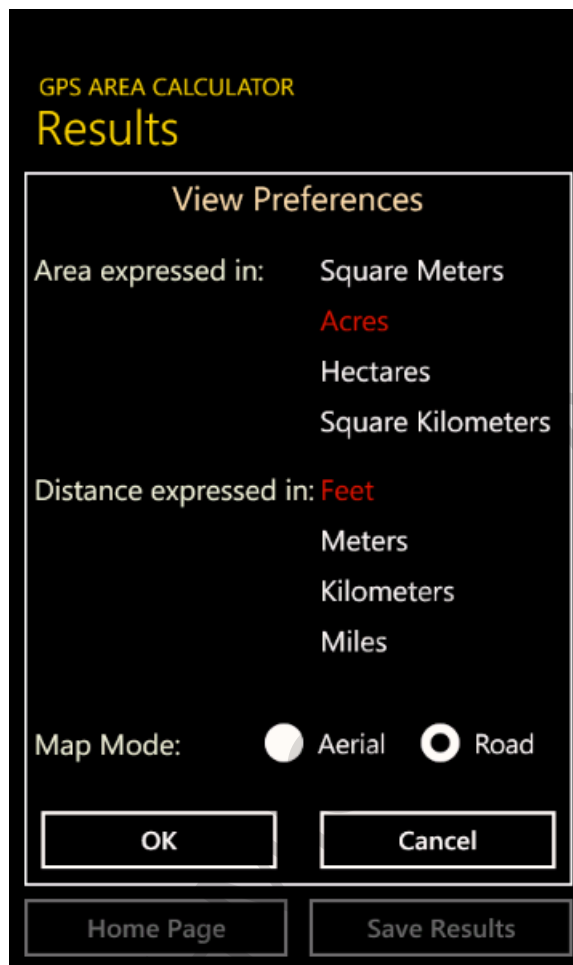 GPS AREA CALCULATOR
Results
View Preferences
Area expressed in: Square Meters
Acres
Hectares
Square Kilometers
Distance expressed in: Feet
Meters
Kilometers
Miles
Map Mode: Aerial Road
OK Cancel
Home Page Save Results